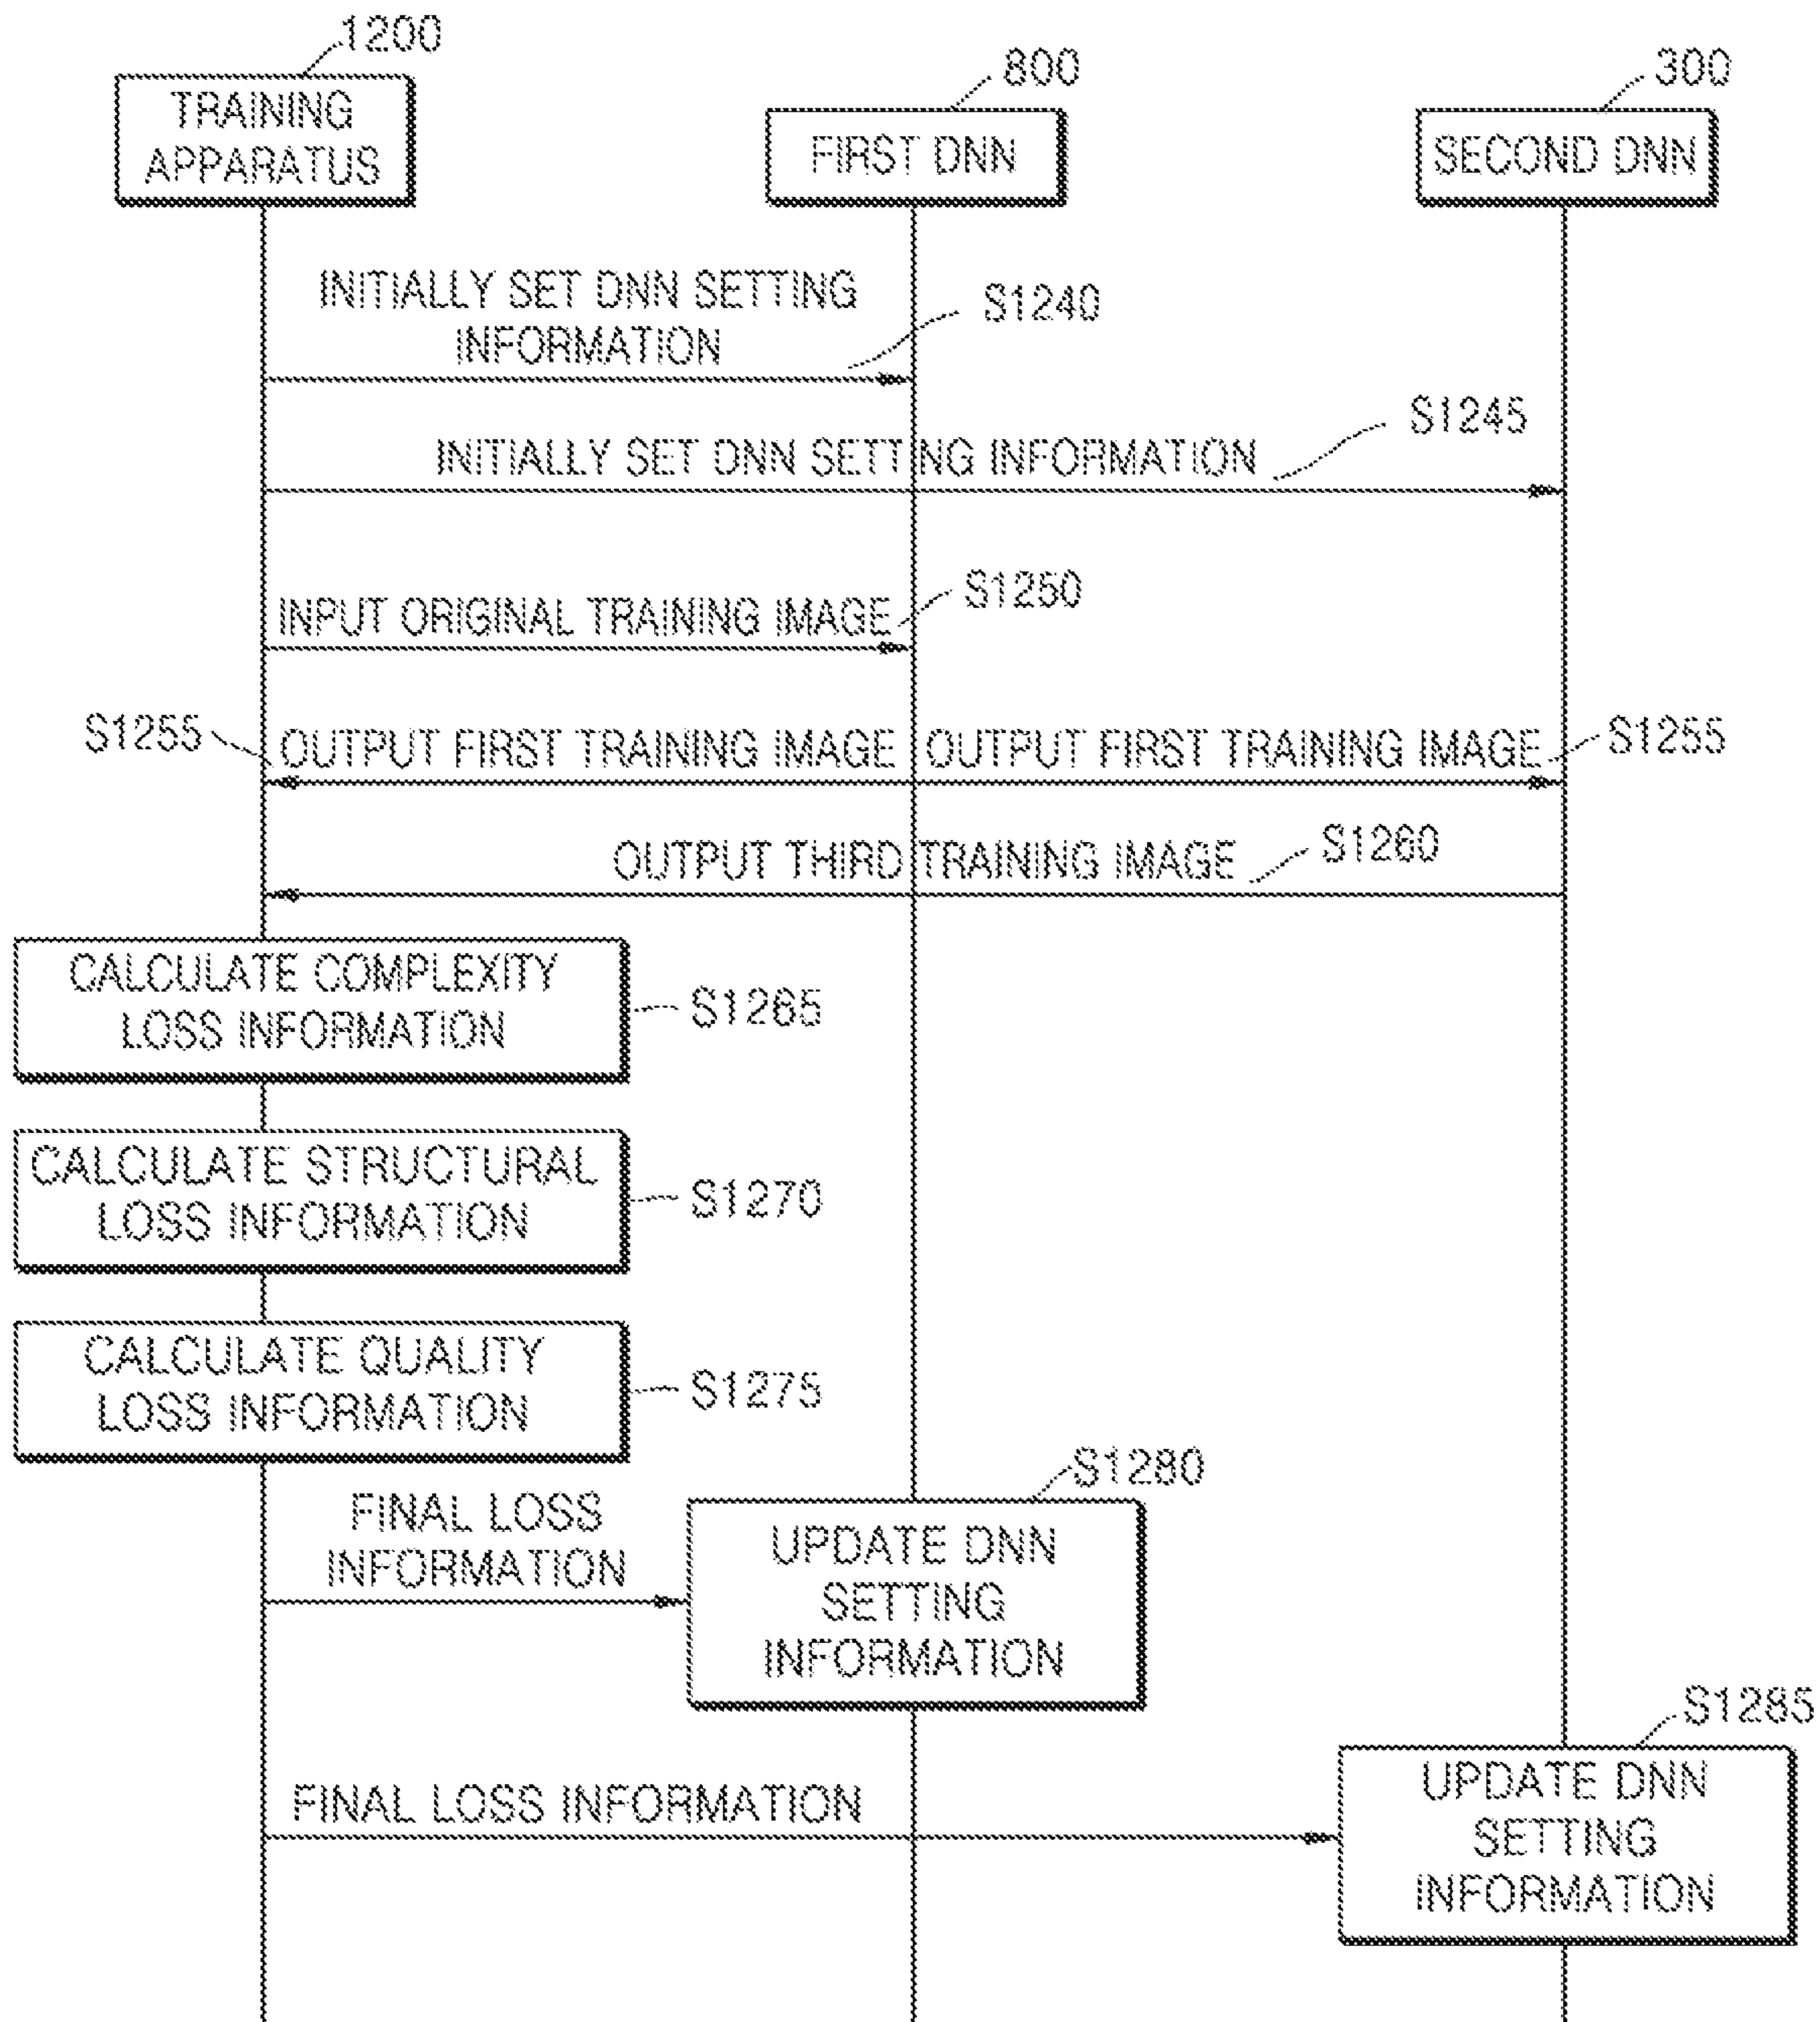 1200
800
300
TRAINING
APPARATUS
FIRST DNN
SECOND DNN
INITIALLY SET DNN SETTING
INFORMATION
S1240
INITIALLY SET DNN SETTING INFORMATION
S1245
INPUT ORIGINAL TRAINING IMAGE
S1250
S1255
OUTPUT FIRST TRAINING IMAGE
OUTPUT FIRST TRAINING IMAGE
S1255
OUTPUT THIRD TRAINING IMAGE
S1260
CALCULATE COMPLEXITY
LOSS INFORMATION
S1265
CALCULATE STRUCTURAL
LOSS INFORMATION
S1270
CALCULATE QUALITY
LOSS INFORMATION
S1275
FINAL LOSS
INFORMATION
S1280
UPDATE DNN
SETTING
INFORMATION
FINAL LOSS INFORMATION
S1285
UPDATE DNN
SETTING
INFORMATION